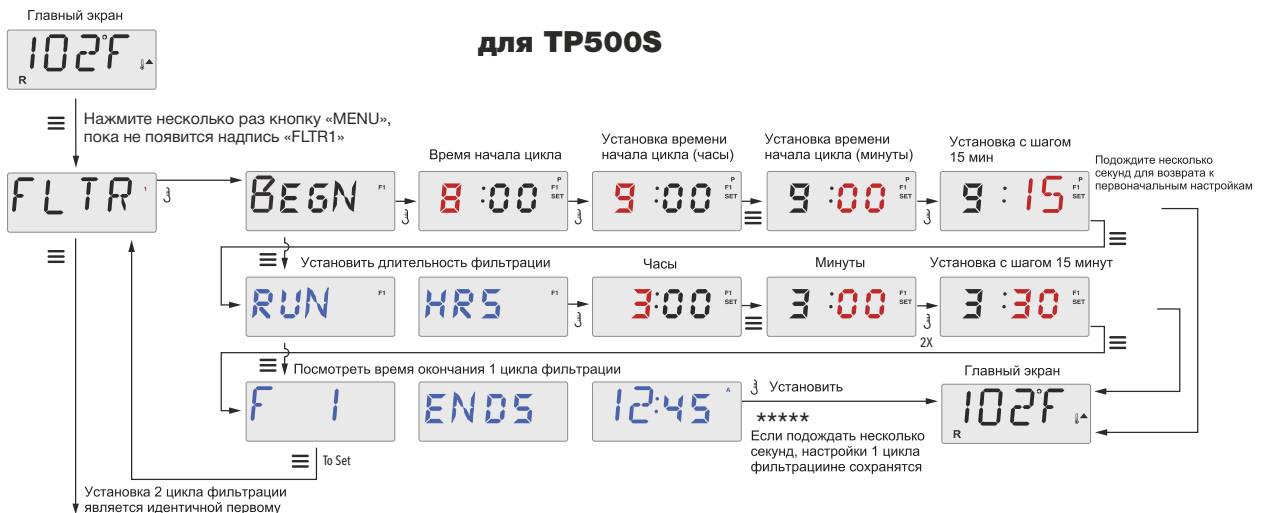 Главный экран
для TP500S
102°F
R
Нажмите несколько раз кнопку «MENU»,
пока не появится надпись «FLTR1»
Время начала цикла
Установка времени
начала цикла (часы)
Установка времени
начала цикла (минуты)
Установка с шагом
15 мин
Подождите несколько
секунд для возврата к
первоначальным настройкам
FLTR 1
BEGN F1
8:00 P F1 SET
9:00 P F1 SET
9:00 P F1 SET
9:15 P F1 SET
Установить длительность фильтрации
Часы
Минуты
Установка с шагом 15 минут
RUN F1
HRS F1
3:00 F1 SET
3:00 F1 SET
3:30 F1 SET
2X
Посмотреть время окончания 1 цикла фильтрации
Главный экран
F 1
ENDS
12:45 A
Установить
*****
Если подождать несколько
секунд, настройки 1 цикла
фильтрациине сохранятся
102°F
R
To Set
Установка 2 цикла фильтрации
является идентичной первому